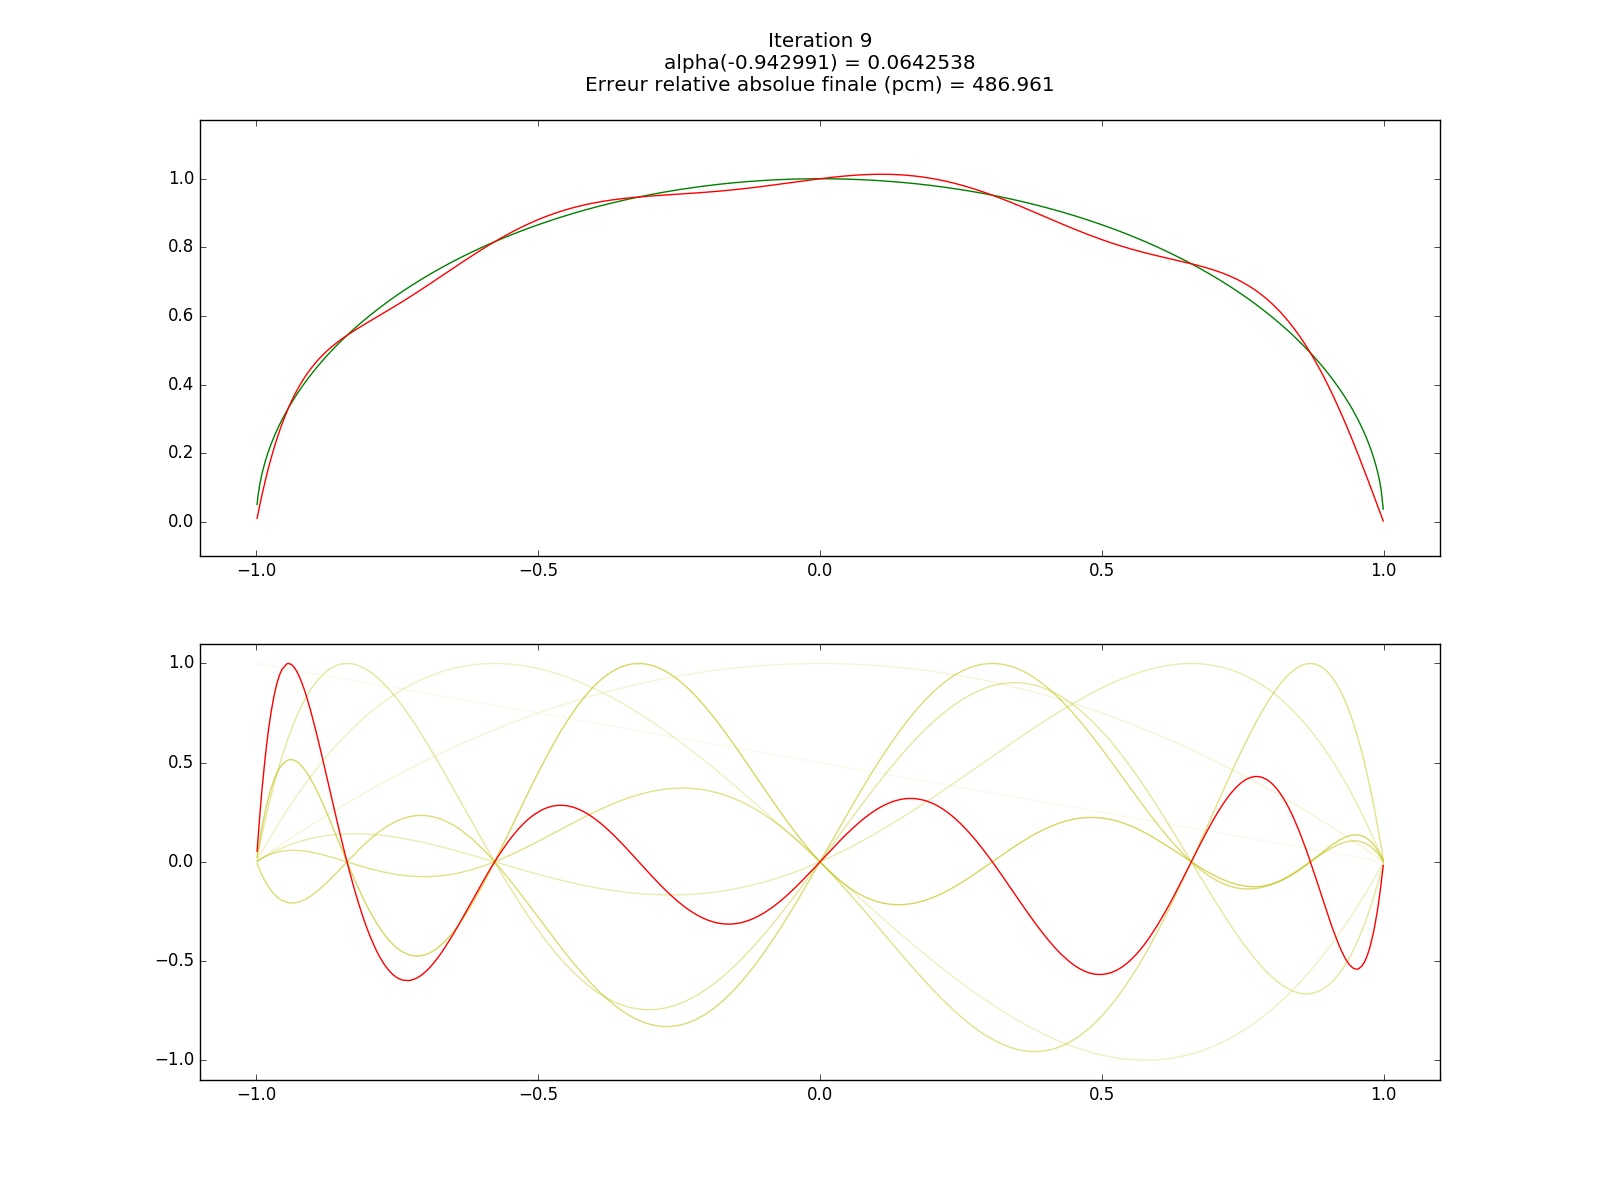 Iteration 9
alpha(-0.942991) = 0.0642538
Erreur relative absolue finale (pcm) = 486.961
1.0
0.8
0.6
0.4
0.2
0.0
−1.0 −0.5 0.0 0.5 1.0
1.0
0.5
0.0
−0.5
−1.0
−1.0 −0.5 0.0 0.5 1.0